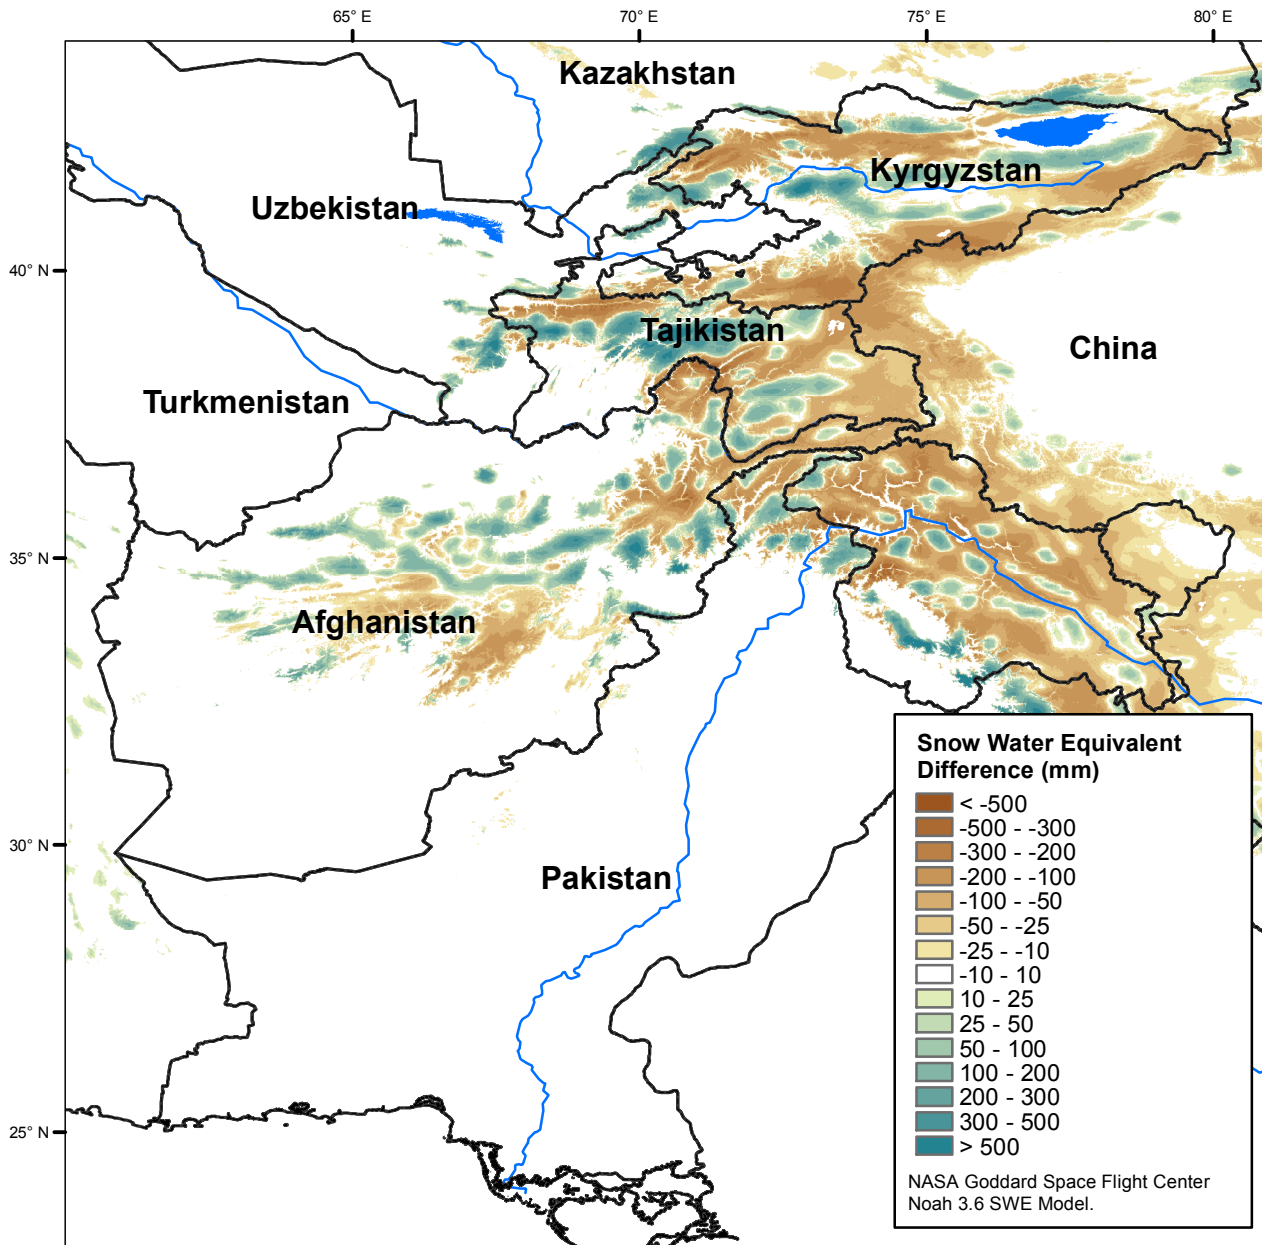 65° E
70° E
75° E
80° E
Kazakhstan
Kyrgyzstan
Uzbekistan
40° N
Tajikistan
China
Turkmenistan
35° N
Afghanistan
30° N
Pakistan
25° N
Snow Water Equivalent
Difference (mm)
< -500
-500 - -300
-300 - -200
-200 - -100
-100 - -50
-50 - -25
-25 - -10
-10 - 10
10 - 25
25 - 50
50 - 100
100 - 200
200 - 300
300 - 500
> 500
NASA Goddard Space Flight Center
Noah 3.6 SWE Model.